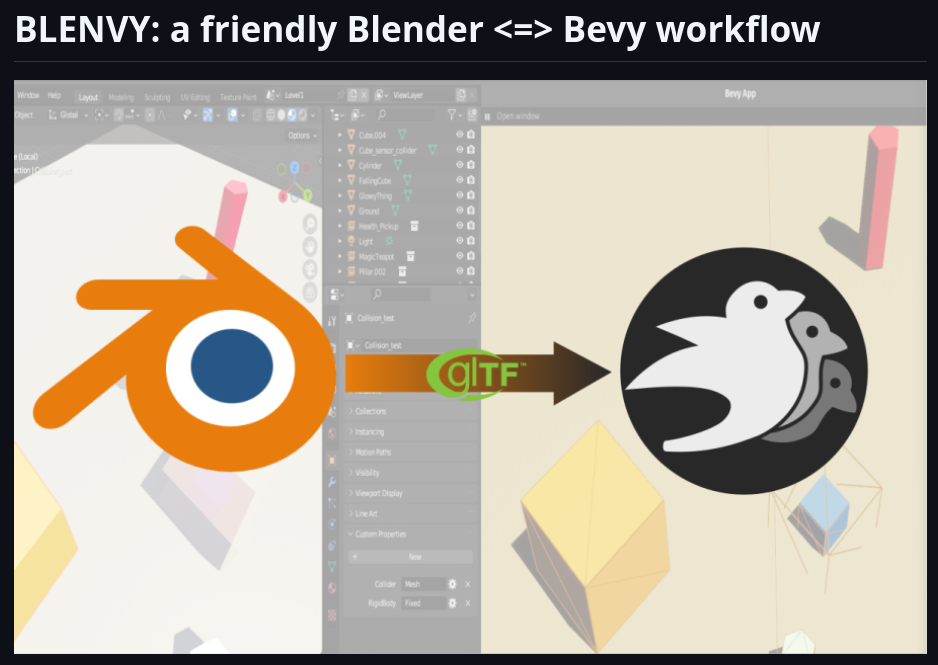 BLENVY: a friendly Blender <=> Bevy workflow
Window Help Layout Modeling Sculpting UV Editing Texture Paint Level1 ViewLayer
Bevy App
Object Global
Open window
Options
Cube.004
Cube_sensor_collider
Cylinder
FallingCube
GlowyThing
Ground
Health_Pickup
Light
MagicTeapot
Pillar.002
Collision_test
Collision_test
glTF™
Collections
Instancing
Motion Paths
Visibility
Viewport Display
Line Art
Custom Properties
+ New
Collider Mesh X
RigidBody Fixed X